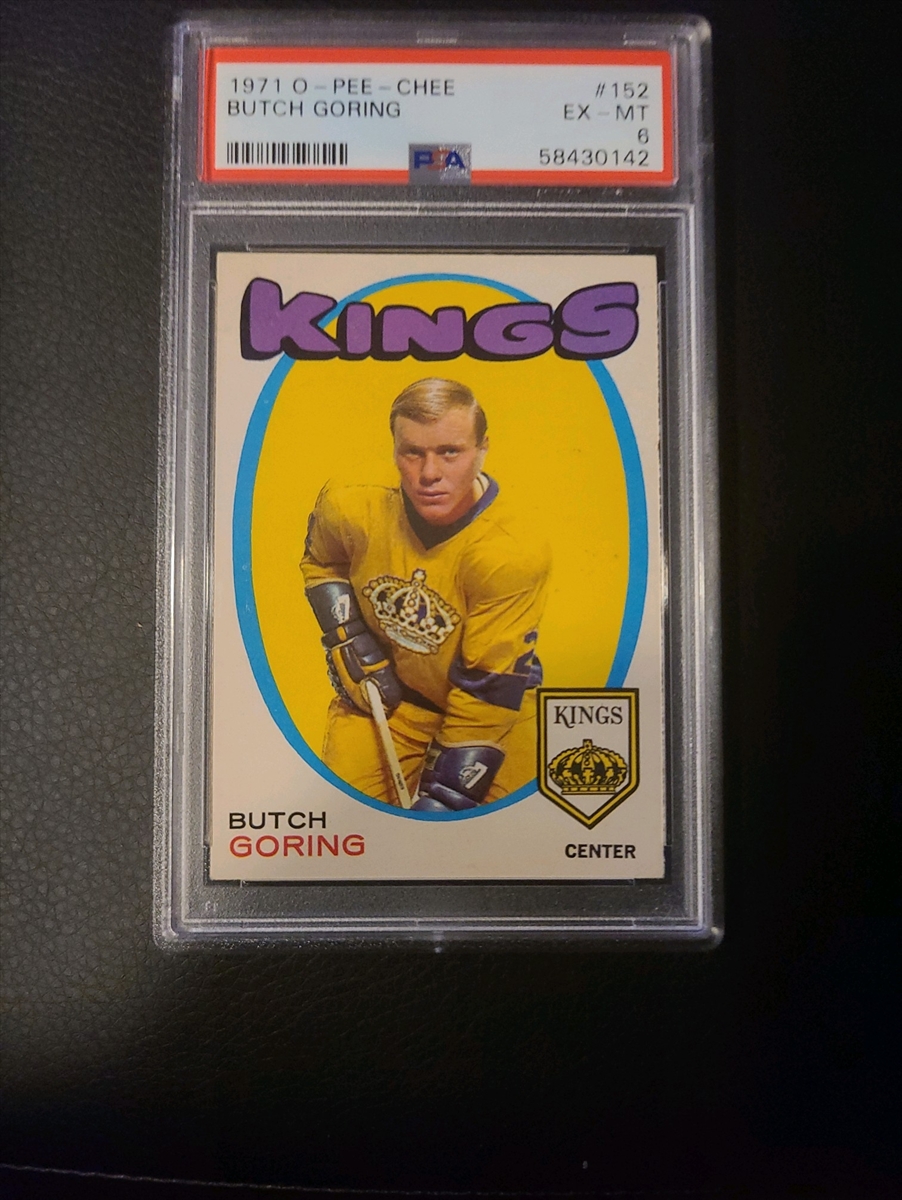 1971 O-PEE-CHEE #152
BUTCH GORING EX-MT
6
PSA 58430142
KINGS
KINGS
BUTCH
GORING
CENTER